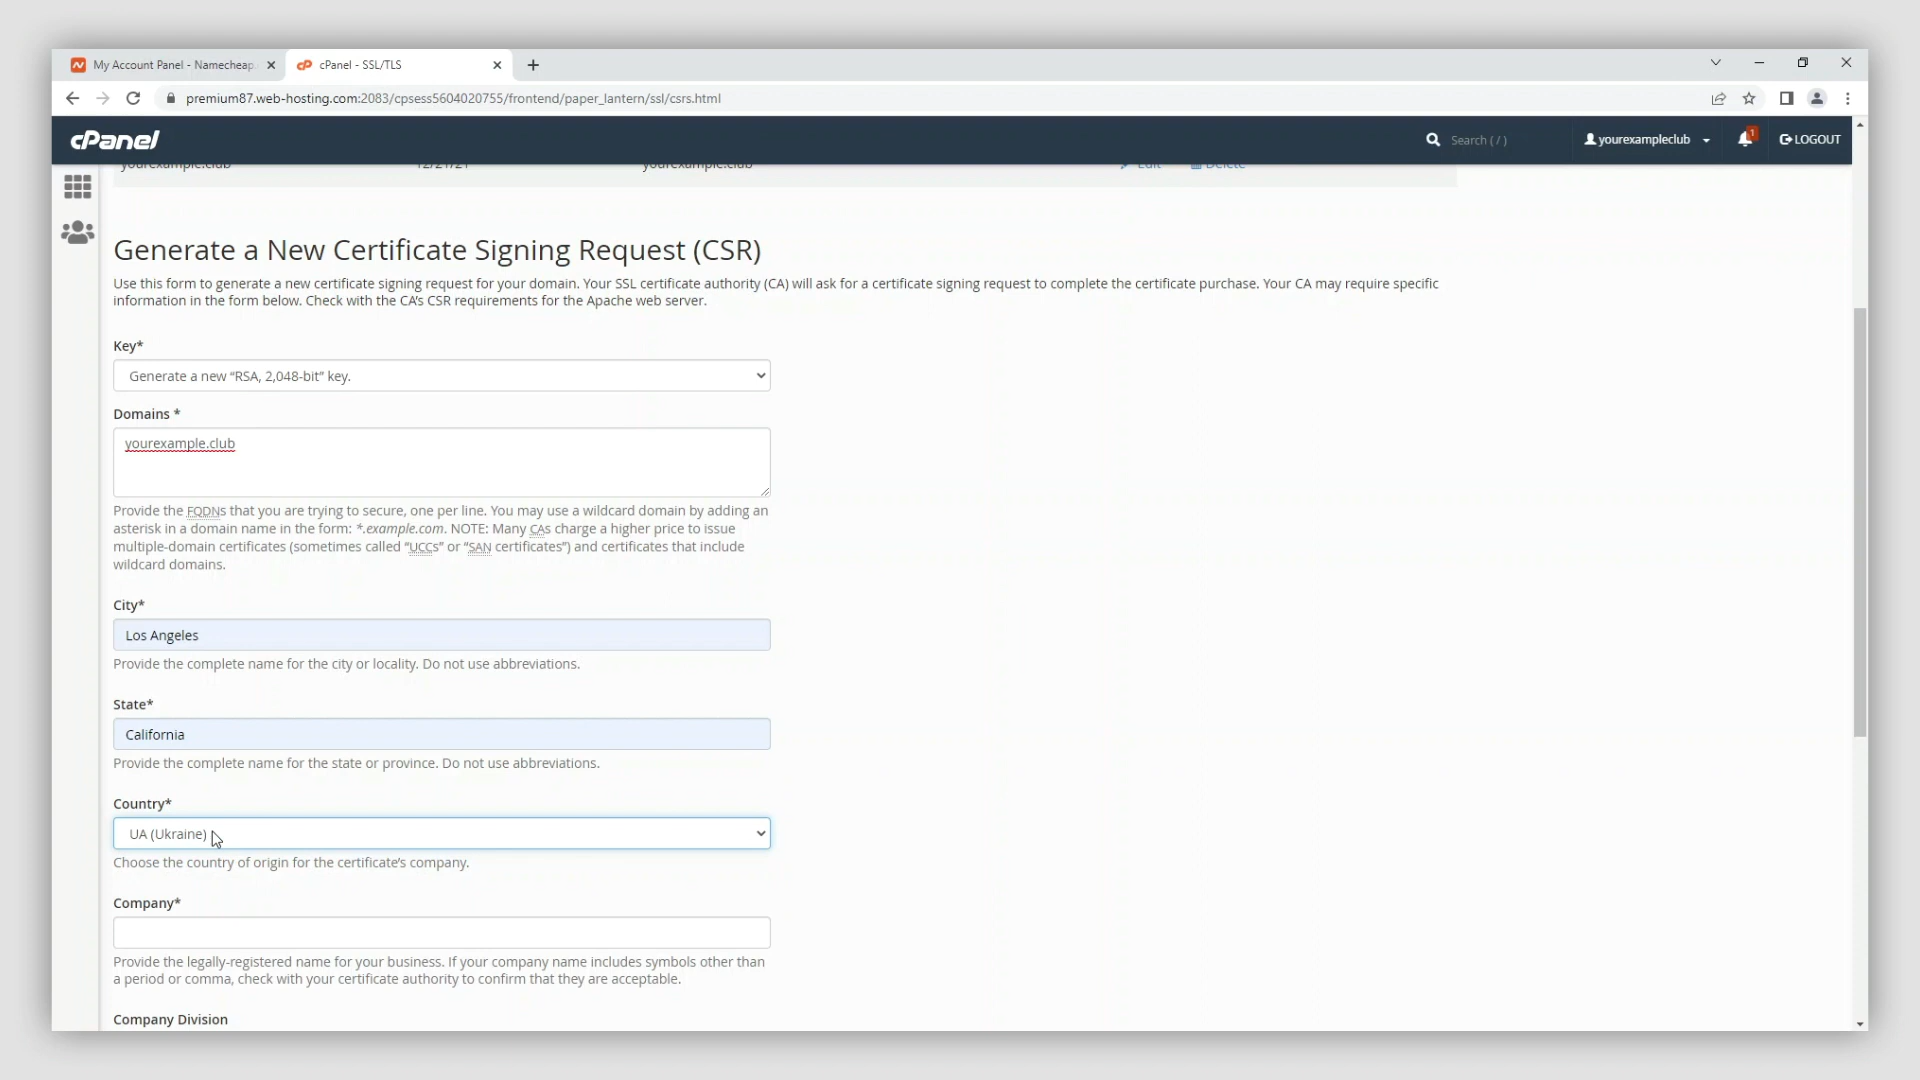 My Account Panel - Namecheap
cPanel - SSL/TLS
premium87.web-hosting.com:2083/cpsess5604020755/frontend/paper_lantern/ssl/csrs.html
cPanel
Search ( / )
yourexampleclub
1
LOGOUT
yourexample.club 12/21/21 yourexample.club Edit Delete
Generate a New Certificate Signing Request (CSR)
Use this form to generate a new certificate signing request for your domain. Your SSL certificate authority (CA) will ask for a certificate signing request to complete the certificate purchase. Your CA may require specific
information in the form below. Check with the CA's CSR requirements for the Apache web server.
Key*
Generate a new “RSA, 2,048-bit” key.
Domains *
yourexample.club
Provide the FQDNs that you are trying to secure, one per line. You may use a wildcard domain by adding an
asterisk in a domain name in the form: *.example.com. NOTE: Many CAs charge a higher price to issue
multiple-domain certificates (sometimes called “UCCs” or “SAN certificates”) and certificates that include
wildcard domains.
City*
Los Angeles
Provide the complete name for the city or locality. Do not use abbreviations.
State*
California
Provide the complete name for the state or province. Do not use abbreviations.
Country*
UA (Ukraine)
Choose the country of origin for the certificate's company.
Company*
Provide the legally-registered name for your business. If your company name includes symbols other than
a period or comma, check with your certificate authority to confirm that they are acceptable.
Company Division